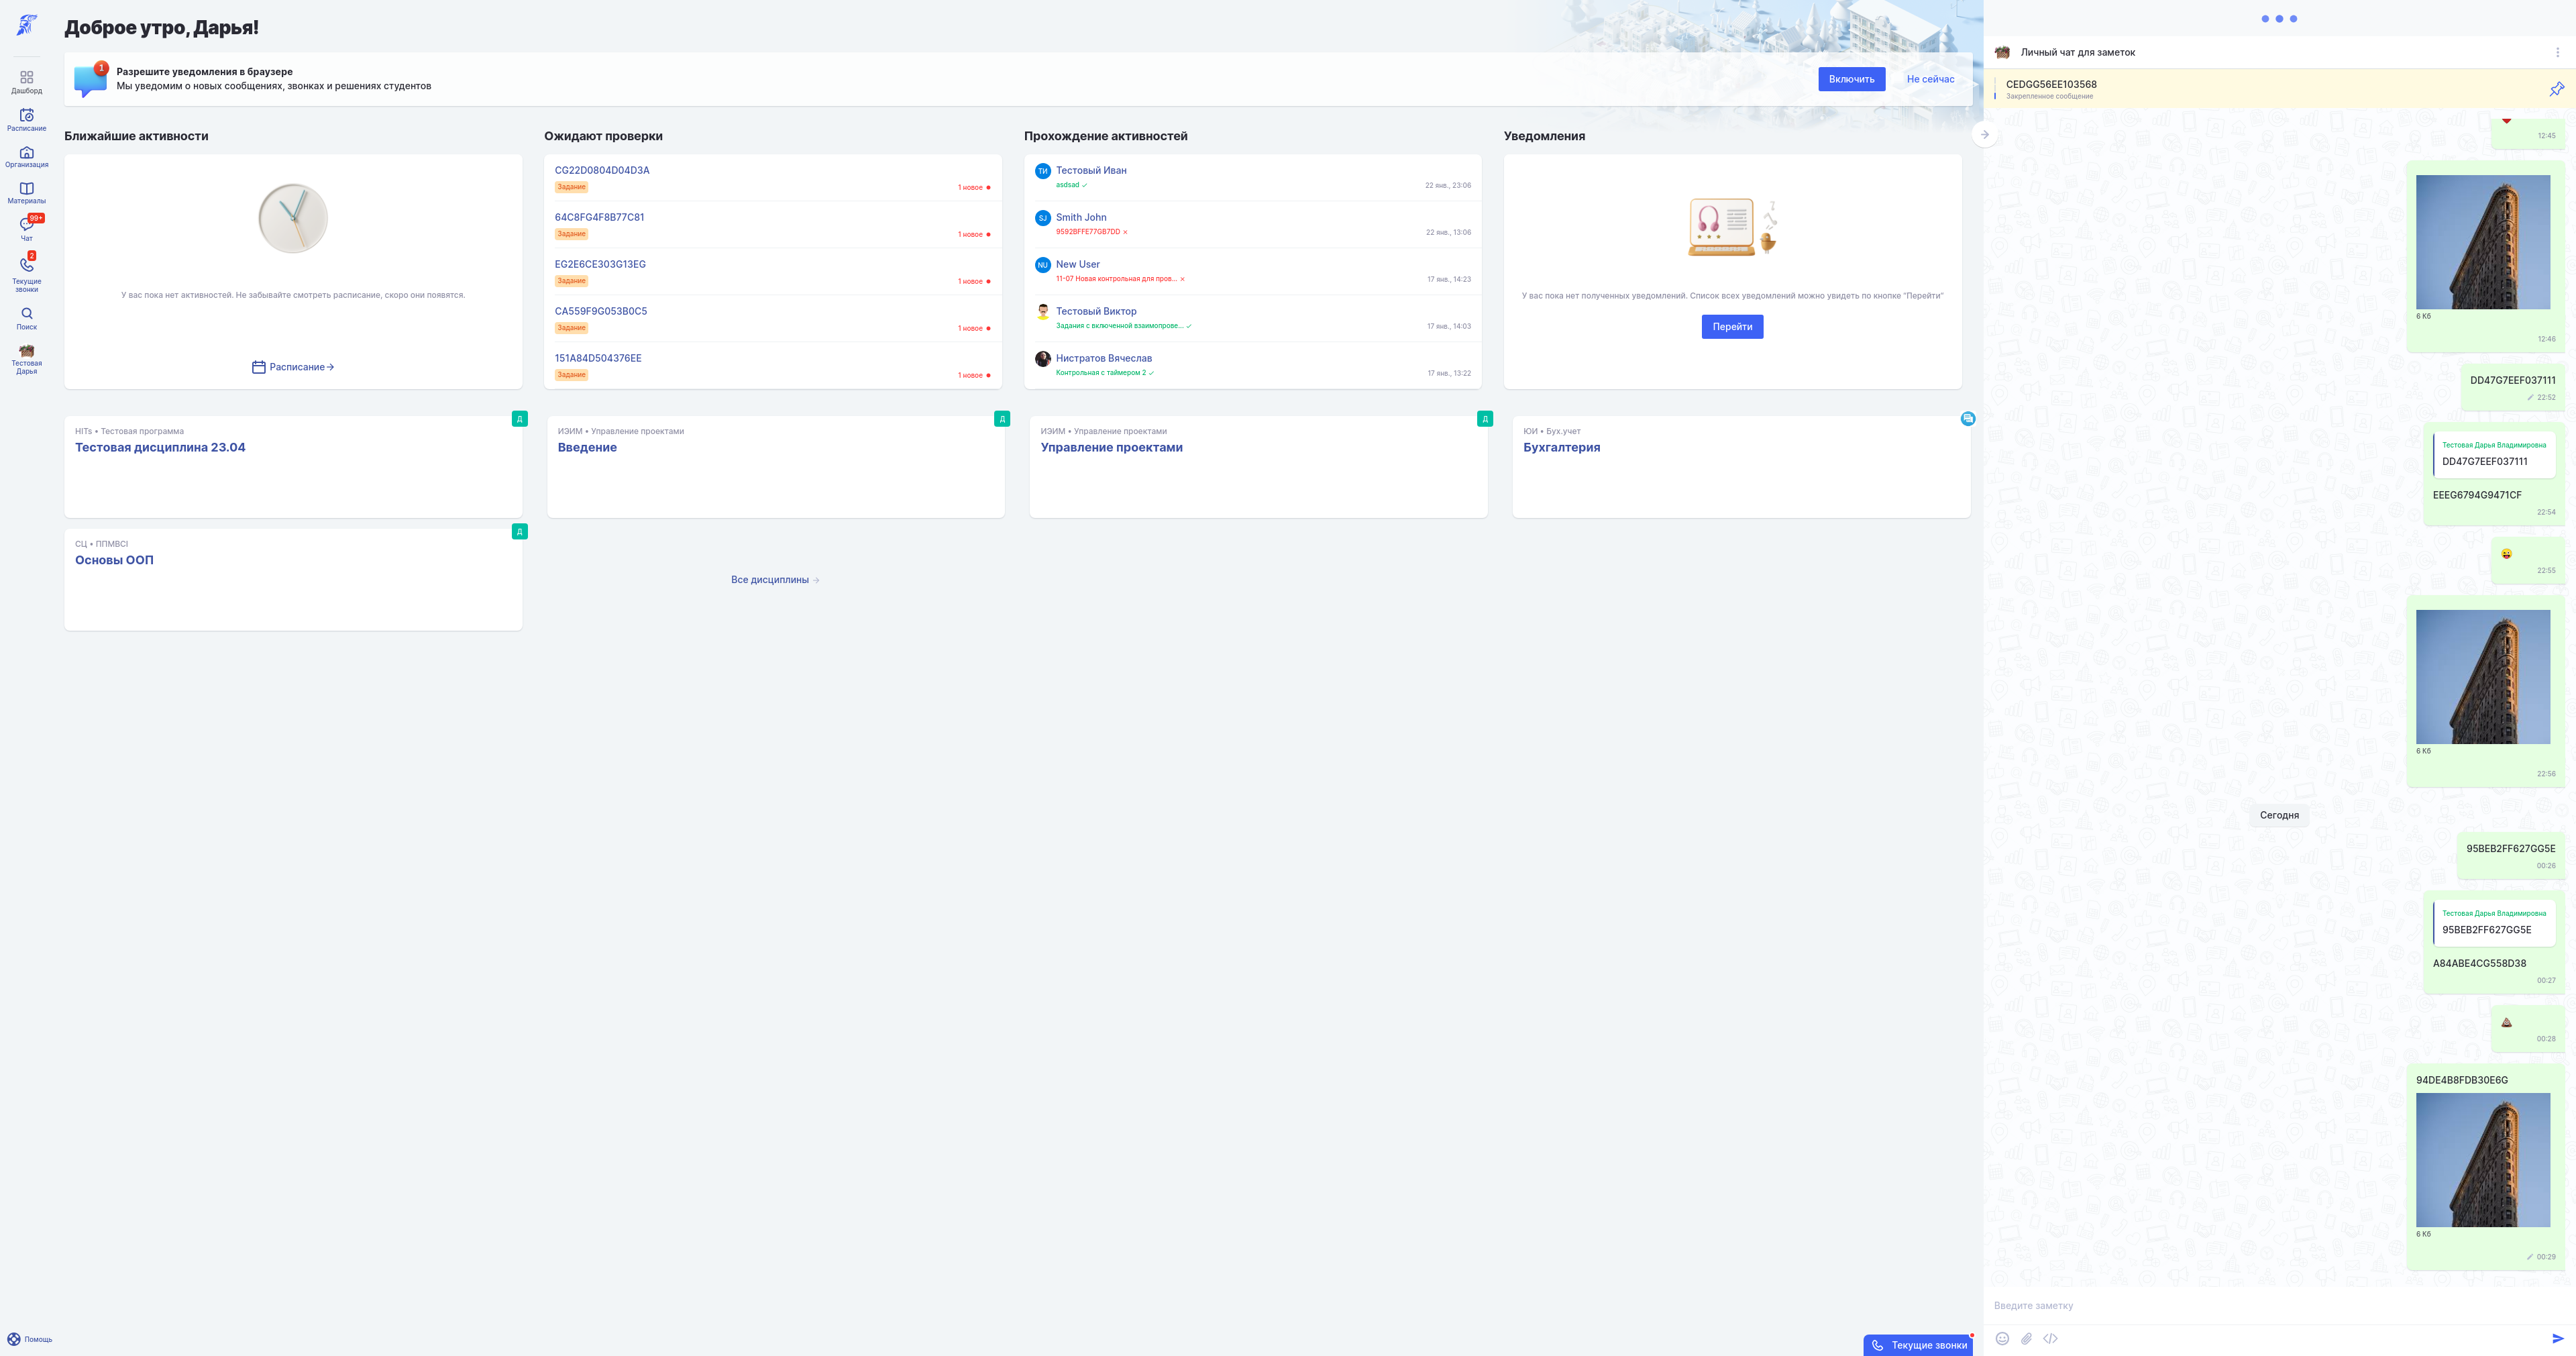 Доброе утро, Дарья!
Дашборд
Расписание
Организация
Материалы
99+
Чат
2
Текущие
звонки
Поиск
Тестовая
Дарья
Помощь
1
Разрешите уведомления в браузере
Мы уведомим о новых сообщениях, звонках и решениях студентов
Включить
Не сейчас
Ближайшие активности
У вас пока нет активностей. Не забывайте смотреть расписание, скоро они появятся.
Расписание
Ожидают проверки
CG22D0804D04D3A
Задание
1 новое
64C8FG4F8B77C81
Задание
1 новое
EG2E6CE303G13EG
Задание
1 новое
CA559F9G053B0C5
Задание
1 новое
151A84D504376EE
Задание
1 новое
Прохождение активностей
ТИ
Тестовый Иван
asdsad
22 янв., 23:06
SJ
Smith John
9592BFFE77GB7DD
22 янв., 13:06
NU
New User
11-07 Новая контрольная для пров...
17 янв., 14:23
Тестовый Виктор
Задания с включенной взаимопрове...
17 янв., 14:03
Нистратов Вячеслав
Контрольная с таймером 2
17 янв., 13:22
Уведомления
У вас пока нет полученных уведомлений. Список всех уведомлений можно увидеть по кнопке "Перейти"
Перейти
Д
HITs • Тестовая программа
Тестовая дисциплина 23.04
Д
ИЭИМ • Управление проектами
Введение
Д
ИЭИМ • Управление проектами
Управление проектами
ЮИ • Бух.учет
Бухгалтерия
Д
СЦ • ППМВСІ
Основы ООП
Все дисциплины
Текущие звонки
Личный чат для заметок
CEDGG56EE103568
Закрепленное сообщение
12:45
6 Кб
12:46
DD47G7EEF037111
22:52
Тестовая Дарья Владимировна
DD47G7EEF037111
EEEG6794G9471CF
22:54
22:55
6 Кб
22:56
Сегодня
95BEB2FF627GG5E
00:26
Тестовая Дарья Владимировна
95BEB2FF627GG5E
A84ABE4CG558D38
00:27
00:28
94DE4B8FDB30E6G
6 Кб
00:29
Введите заметку